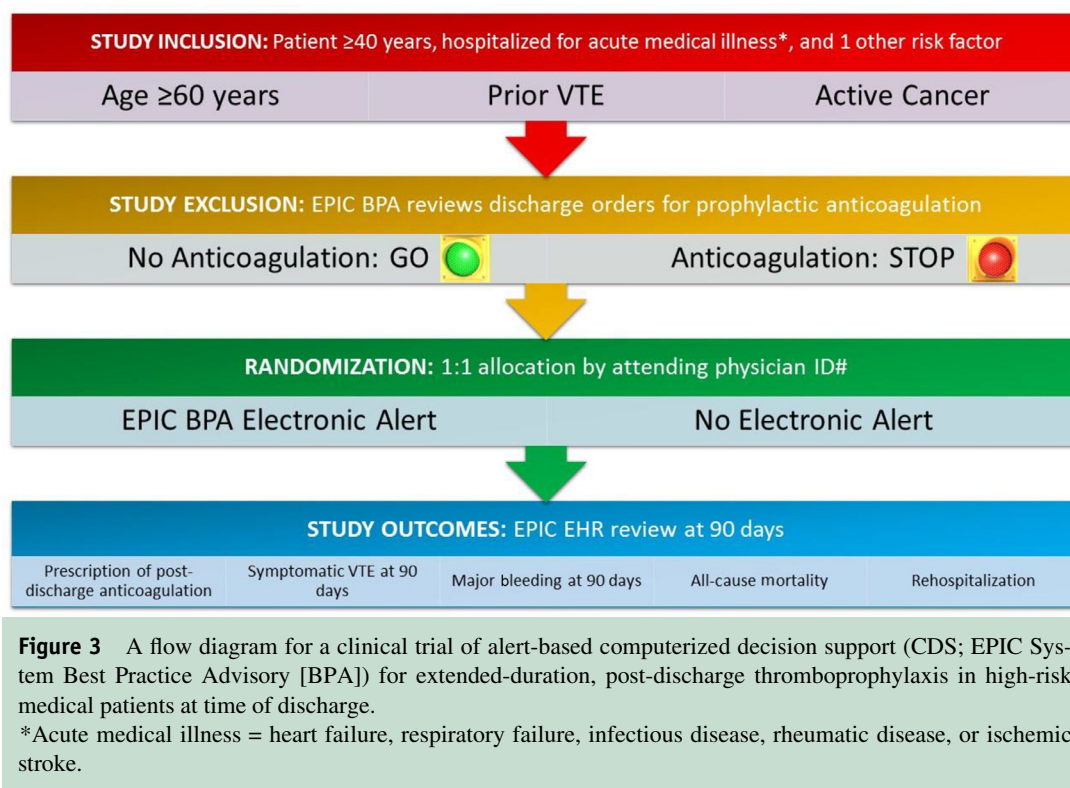 STUDY INCLUSION: Patient ≥40 years, hospitalized for acute medical illness*, and 1 other risk factor
Age ≥60 years
Prior VTE
Active Cancer
STUDY EXCLUSION: EPIC BPA reviews discharge orders for prophylactic anticoagulation
No Anticoagulation: GO
Anticoagulation: STOP
RANDOMIZATION: 1:1 allocation by attending physician ID#
EPIC BPA Electronic Alert
No Electronic Alert
STUDY OUTCOMES: EPIC EHR review at 90 days
Prescription of post-
discharge anticoagulation
Symptomatic VTE at 90
days
Major bleeding at 90 days
All-cause mortality
Rehospitalization
Figure 3 A flow diagram for a clinical trial of alert-based computerized decision support (CDS; EPIC Sys-
tem Best Practice Advisory [BPA]) for extended-duration, post-discharge thromboprophylaxis in high-risk
medical patients at time of discharge.
*Acute medical illness = heart failure, respiratory failure, infectious disease, rheumatic disease, or ischemic
stroke.